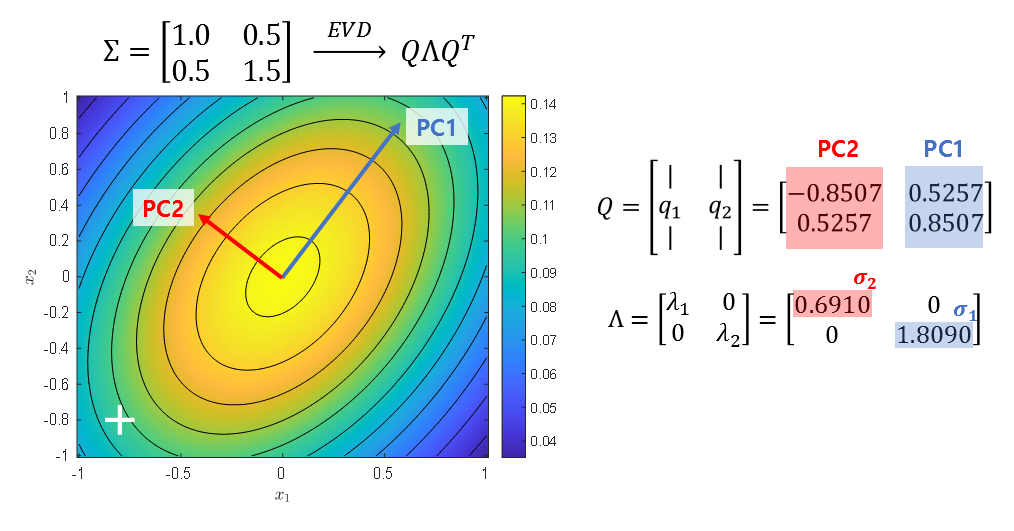 Σ = [1.0 0.5
0.5 1.5] EVD → QΛQᵀ
1
0.8
0.6
0.4
0.2
0
-0.2
-0.4
-0.6
-0.8
-1
x₂
-1 -0.5 0 0.5 1
x₁
PC1
PC2
0.14
0.13
0.12
0.11
0.1
0.09
0.08
0.07
0.06
0.05
0.04
PC2 PC1
Q = [| |
q₁ q₂
| |] = [−0.8507 0.5257
0.5257 0.8507]
σ₂
σ₁
Λ = [λ₁ 0
0 λ₂] = [0.6910 0
0 1.8090]